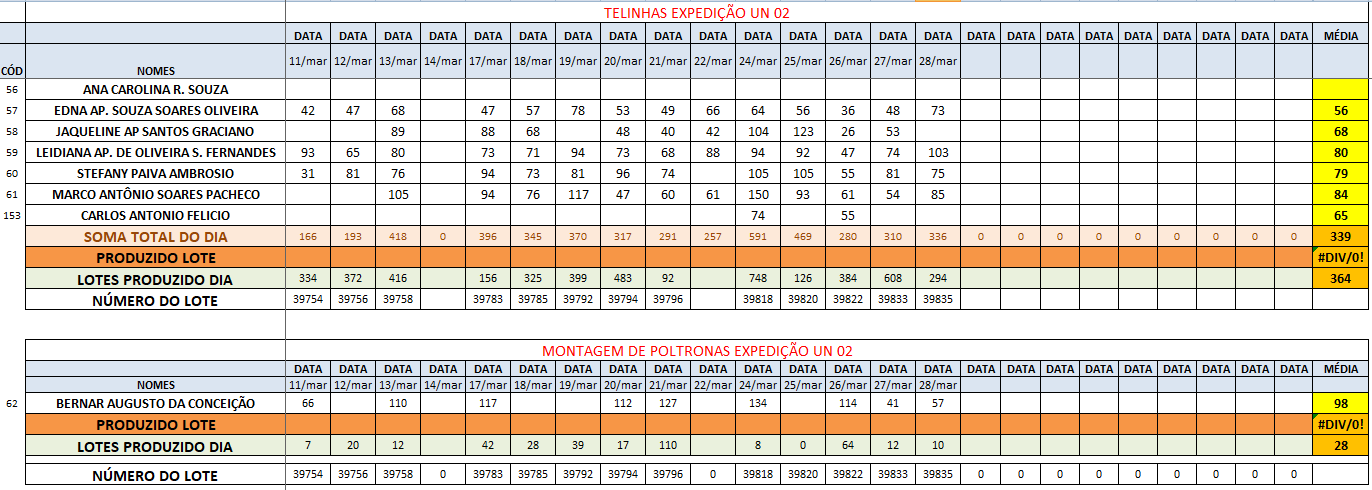 TELINHAS EXPEDIÇÃO UN 02
DATA DATA DATA DATA DATA DATA DATA DATA DATA DATA DATA DATA DATA DATA DATA DATA DATA DATA DATA DATA DATA DATA DATA MÉDIA
CÓD NOMES 11/mar 12/mar 13/mar 14/mar 17/mar 18/mar 19/mar 20/mar 21/mar 22/mar 24/mar 25/mar 26/mar 27/mar 28/mar
56 ANA CAROLINA R. SOUZA
57 EDNA AP. SOUZA SOARES OLIVEIRA 42 47 68 47 57 78 53 49 66 64 56 36 48 73 56
58 JAQUELINE AP SANTOS GRACIANO 89 88 68 48 40 42 104 123 26 53 68
59 LEIDIANA AP. DE OLIVEIRA S. FERNANDES 93 65 80 73 71 94 73 68 88 94 92 47 74 103 80
60 STEFANY PAIVA AMBROSIO 31 81 76 94 73 81 96 74 105 105 55 81 75 79
61 MARCO ANTÔNIO SOARES PACHECO 105 94 76 117 47 60 61 150 93 61 54 85 84
153 CARLOS ANTONIO FELICIO 74 55 65
SOMA TOTAL DO DIA 166 193 418 0 396 345 370 317 291 257 591 469 280 310 336 0 0 0 0 0 0 0 0 339
PRODUZIDO LOTE #DIV/0!
LOTES PRODUZIDO DIA 334 372 416 156 325 399 483 92 748 126 384 608 294 364
NÚMERO DO LOTE 39754 39756 39758 39783 39785 39792 39794 39796 39818 39820 39822 39833 39835
MONTAGEM DE POLTRONAS EXPEDIÇÃO UN 02
DATA DATA DATA DATA DATA DATA DATA DATA DATA DATA DATA DATA DATA DATA DATA DATA DATA DATA DATA DATA DATA DATA DATA MÉDIA
NOMES 11/mar 12/mar 13/mar 14/mar 17/mar 18/mar 19/mar 20/mar 21/mar 22/mar 24/mar 25/mar 26/mar 27/mar 28/mar
62 BERNAR AUGUSTO DA CONCEIÇÃO 66 110 117 112 127 134 114 41 57 98
PRODUZIDO LOTE #DIV/0!
LOTES PRODUZIDO DIA 7 20 12 42 28 39 17 110 8 0 64 12 10 28
NÚMERO DO LOTE 39754 39756 39758 0 39783 39785 39792 39794 39796 0 39818 39820 39822 39833 39835 0 0 0 0 0 0 0 0